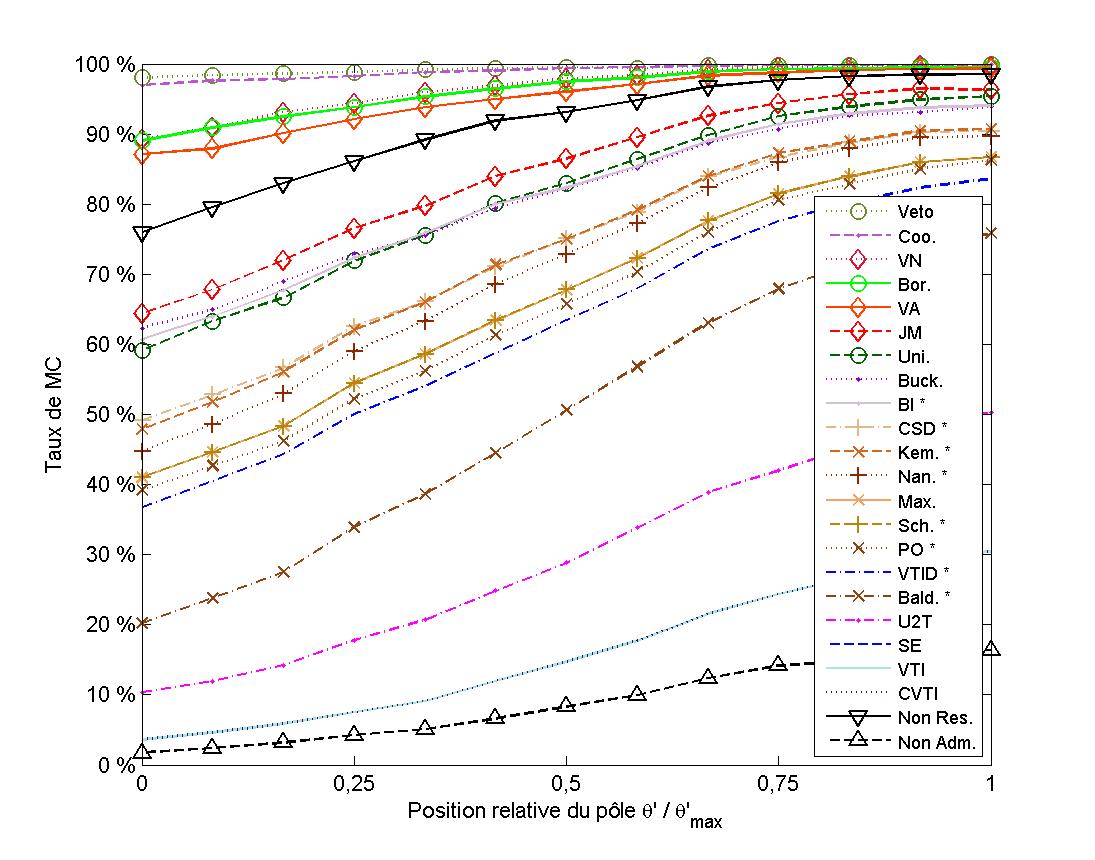 100 %
90 %
80 %
70 %
60 %
50 %
40 %
30 %
20 %
10 %
0 %
Taux de MC
0
0,25
0,5
0,75
1
Position relative du pôle θ' / θ'max
Veto
Coo.
VN
Bor.
VA
JM
Uni.
Buck.
BI *
CSD *
Kem. *
Nan. *
Max.
Sch. *
PO *
VTID *
Bald. *
U2T
SE
VTI
CVTI
Non Res.
Non Adm.